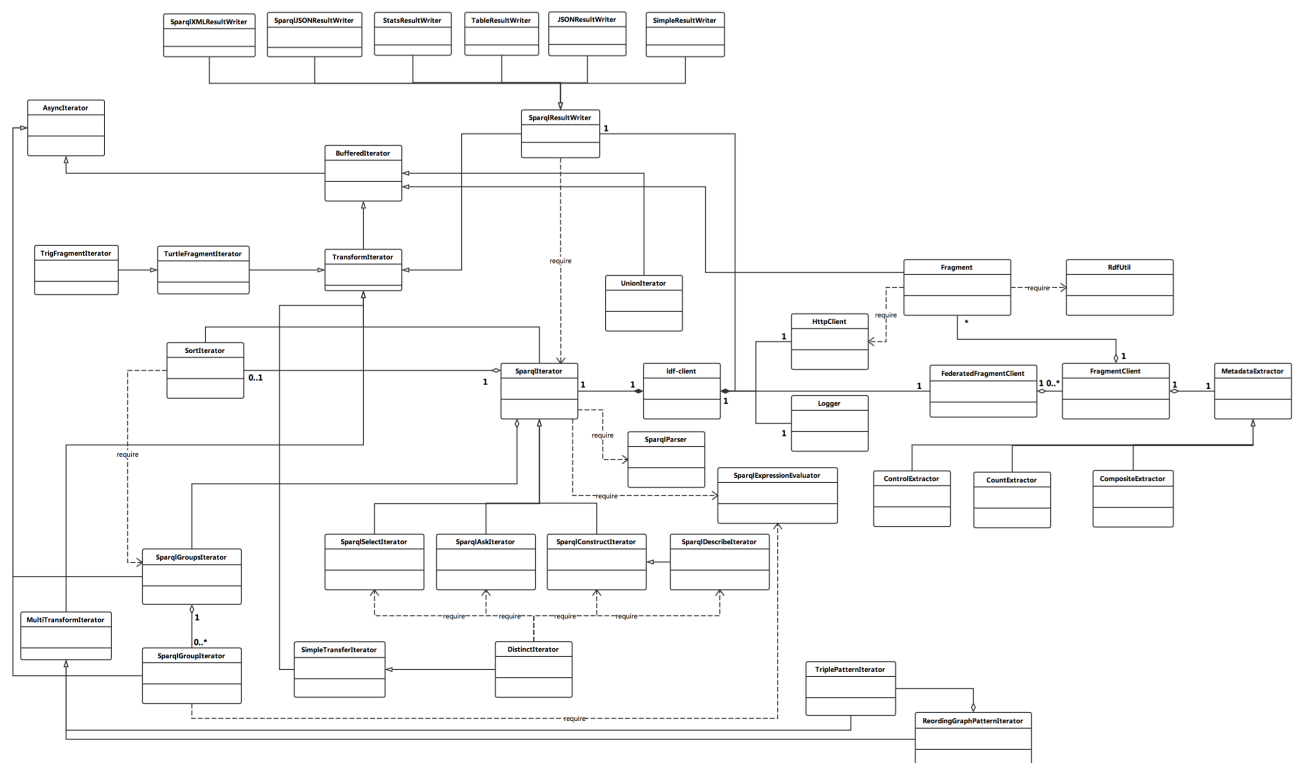 SparqlXMLResultWriter
SparqlJSONResultWriter
StatsResultWriter
TableResultWriter
JSONResultWriter
SimpleResultWriter
AsyncIterator
SparqlResultWriter
1
BufferedIterator
TrigFragmentIterator
TurtleFragmentIterator
TransformIterator
require
UnionIterator
Fragment
require
RdfUtil
require
HttpClient
1
*
1
SortIterator
0..1
1
SparqlIterator
1
1
ldf-client
1
1
FederatedFragmentClient
1
0..*
FragmentClient
1
1
MetadataExtractor
Logger
1
require
SparqlParser
require
require
SparqlExpressionEvaluator
ControlExtractor
CountExtractor
CompositeExtractor
SparqlGroupsIterator
SparqlSelectIterator
SparqlAskIterator
SparqlConstructIterator
SparqlDescribeIterator
1
require
require
require
require
MultiTransformIterator
0..*
SparqlGroupIterator
SimpleTransferIterator
DistinctIterator
require
TriplePatternIterator
ReordingGraphPatternIterator